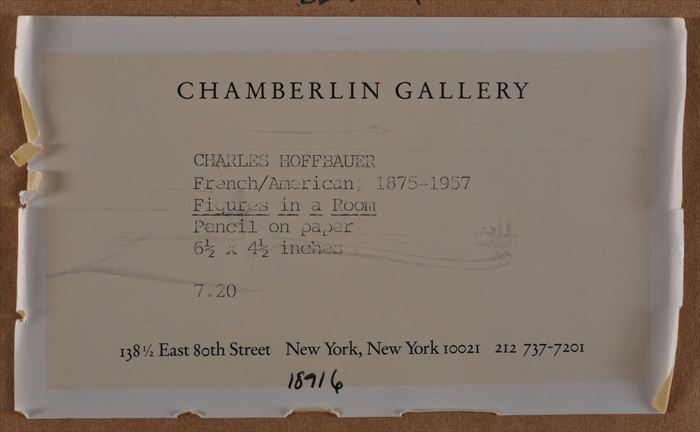 CHAMBERLIN GALLERY
CHARLES HOFFBAUER
French/American, 1875-1957
Figures in a Room
Pencil on paper
6½ x 4½ inches
7.20
138½ East 80th Street New York, New York 10021 212 737-7201
18916